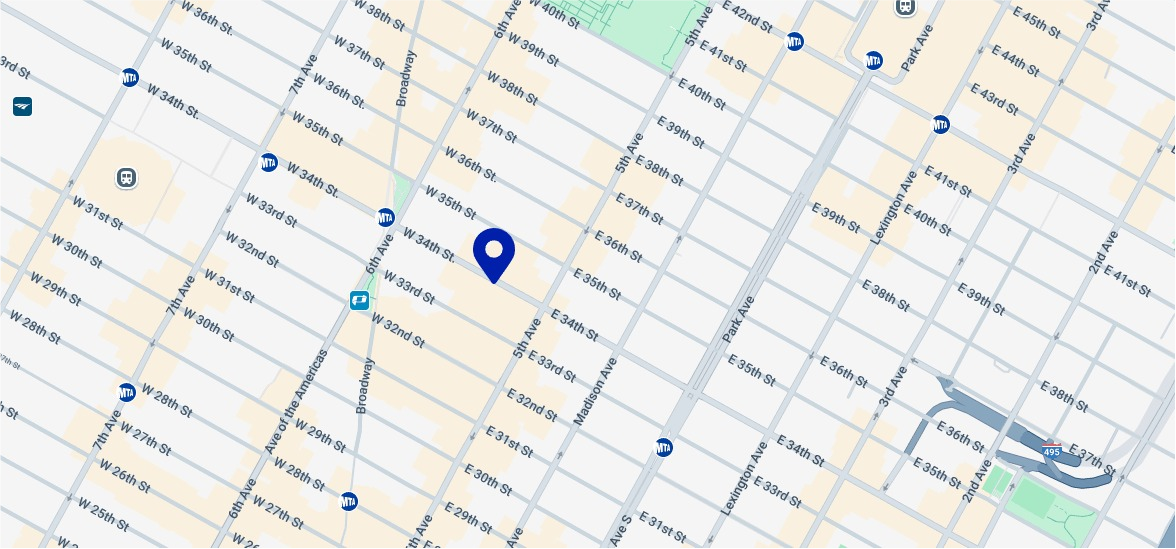 W 36th St.
W 38th St
6th Ave
W 40th St
5th Ave
E 42nd St
Park Ave
E 45th St
3rd Ave
W 35th St
W 37th St
W 39th St
E 41st St
E 44th St
3rd St
7th Ave
Broadway
MTA
W 34th St.
W 36th St.
W 38th St
E 40th St
E 43rd St
W 35th St
W 37th St
E 39th St
MTA
W 34th St.
W 36th St.
5th Ave
E 38th St
3rd Ave
W 31st St
W 33rd St
W 35th St
E 37th St
E 39th St
Lexington Ave
E 41st St
E 40th St
W 30th St
W 32nd St
MTA
6th Ave
W 34th St.
E 36th St
2nd Ave
E 41st St
W 29th St
7th Ave
W 31st St
W 33rd St
E 35th St
E 38th St
E 39th St
W 28th St
W 30th St
W 32nd St
5th Ave
E 34th St
Park Ave
Broadway
Ave of the Americas
E 33rd St
Madison Ave
E 35th St
E 36th St
3rd Ave
E 38th St
MTA
W 28th St
7th Ave
W 27th St
W 29th St
E 32nd St
E 31st St
MTA
E 34th St
E 36th St
495
E 37th St
W 26th St
W 28th St
E 30th St
Lexington Ave
E 33rd St
E 35th St
2nd Ave
W 25th St
6th Ave
W 27th St
MTA
E 29th St
E 31st St
Ave S